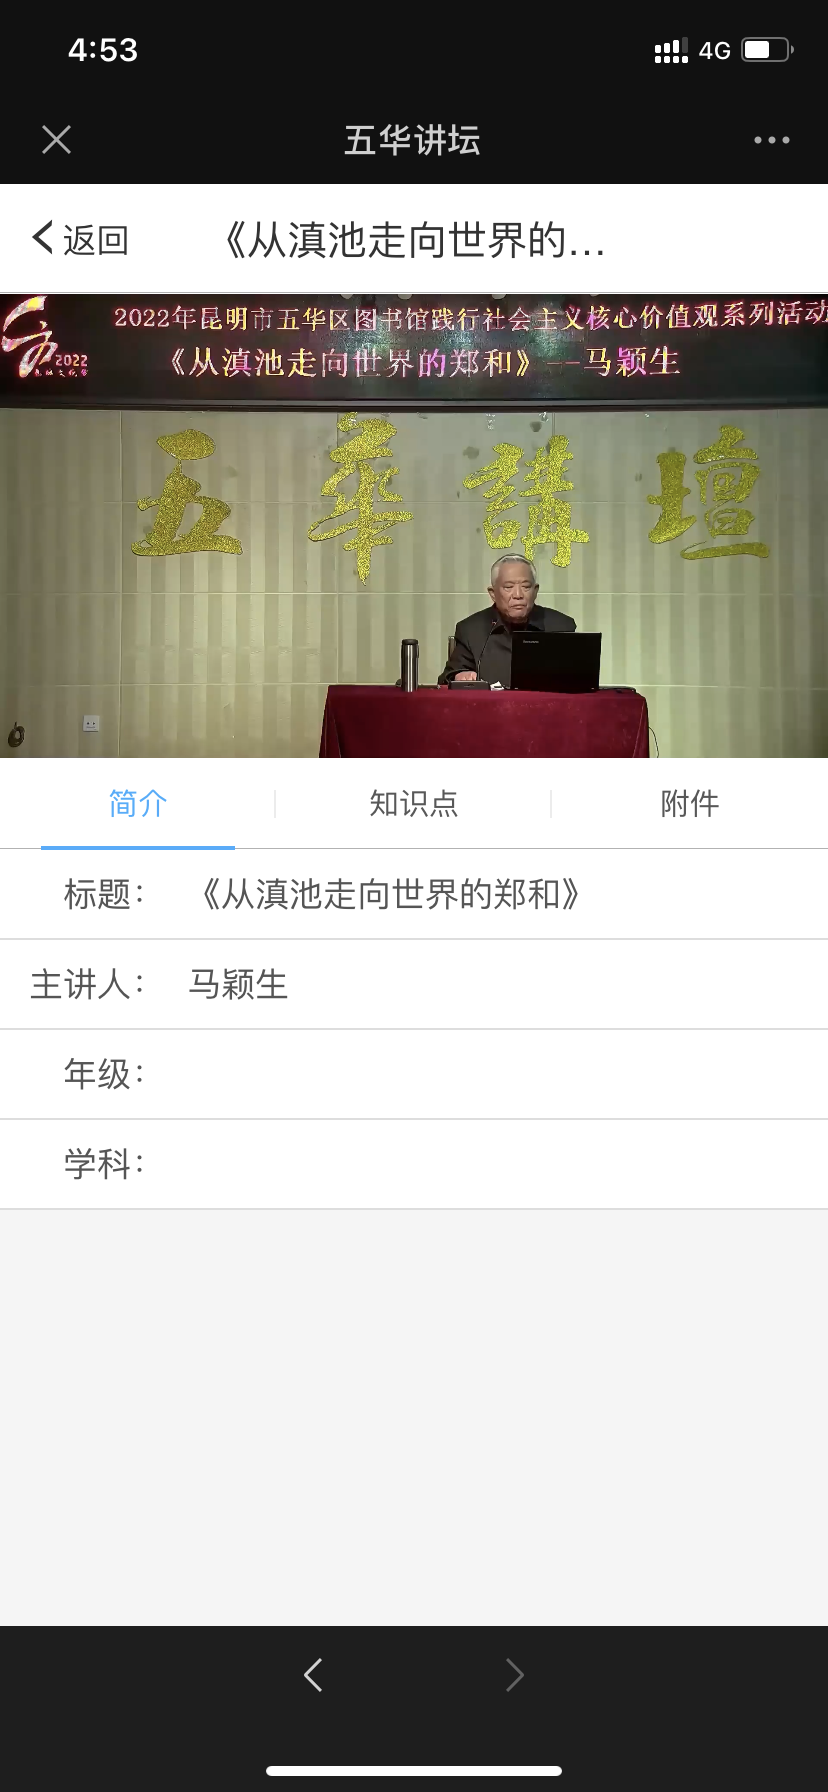 4:53
4G
五华讲坛
返回
《从滇池走向世界的...
2022年昆明市五华区图书馆践行社会主义核心价值观系列活动
《从滇池走向世界的郑和》--马颖生
2022
五華講壇
简介
知识点
附件
标题：
《从滇池走向世界的郑和》
主讲人：
马颖生
年级：
学科：